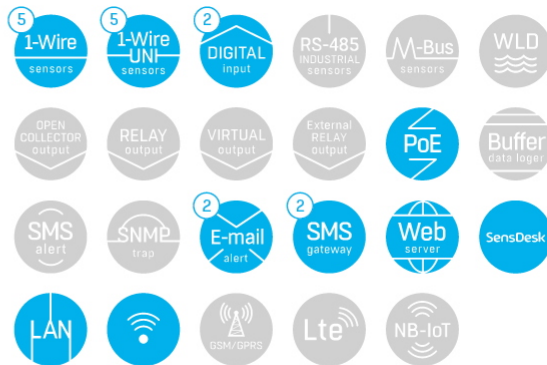 5
1-Wire
sensors
5
1-Wire
UNI
sensors
2
DIGITAL
input
RS-485
INDUSTRIAL
sensors
M-Bus
sensors
WLD
OPEN
COLLECTOR
output
RELAY
output
VIRTUAL
output
External
RELAY
output
PoE
Buffer
data loger
SMS
alert
SNMP
trap
2
E-mail
alert
2
SMS
gateway
Web
server
SensDesk
LAN
GSM/GPRS
Lte
NB-IoT